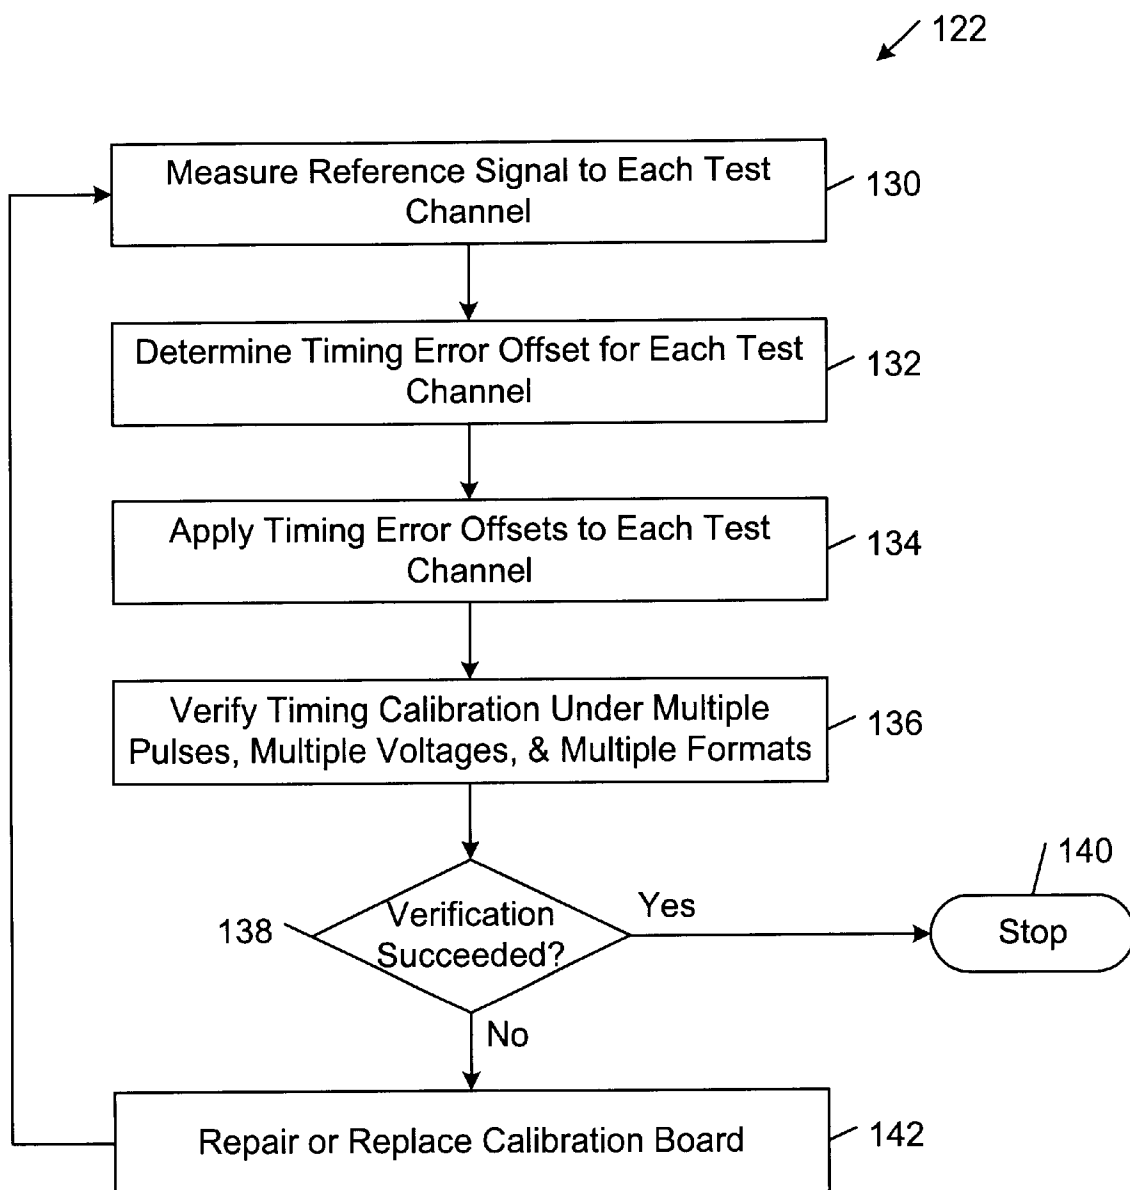 122
Measure Reference Signal to Each Test
Channel
130
Determine Timing Error Offset for Each Test
Channel
132
Apply Timing Error Offsets to Each Test
Channel
134
Verify Timing Calibration Under Multiple
Pulses, Multiple Voltages, & Multiple Formats
136
138
Verification
Succeeded?
Yes
140
Stop
No
Repair or Replace Calibration Board
142